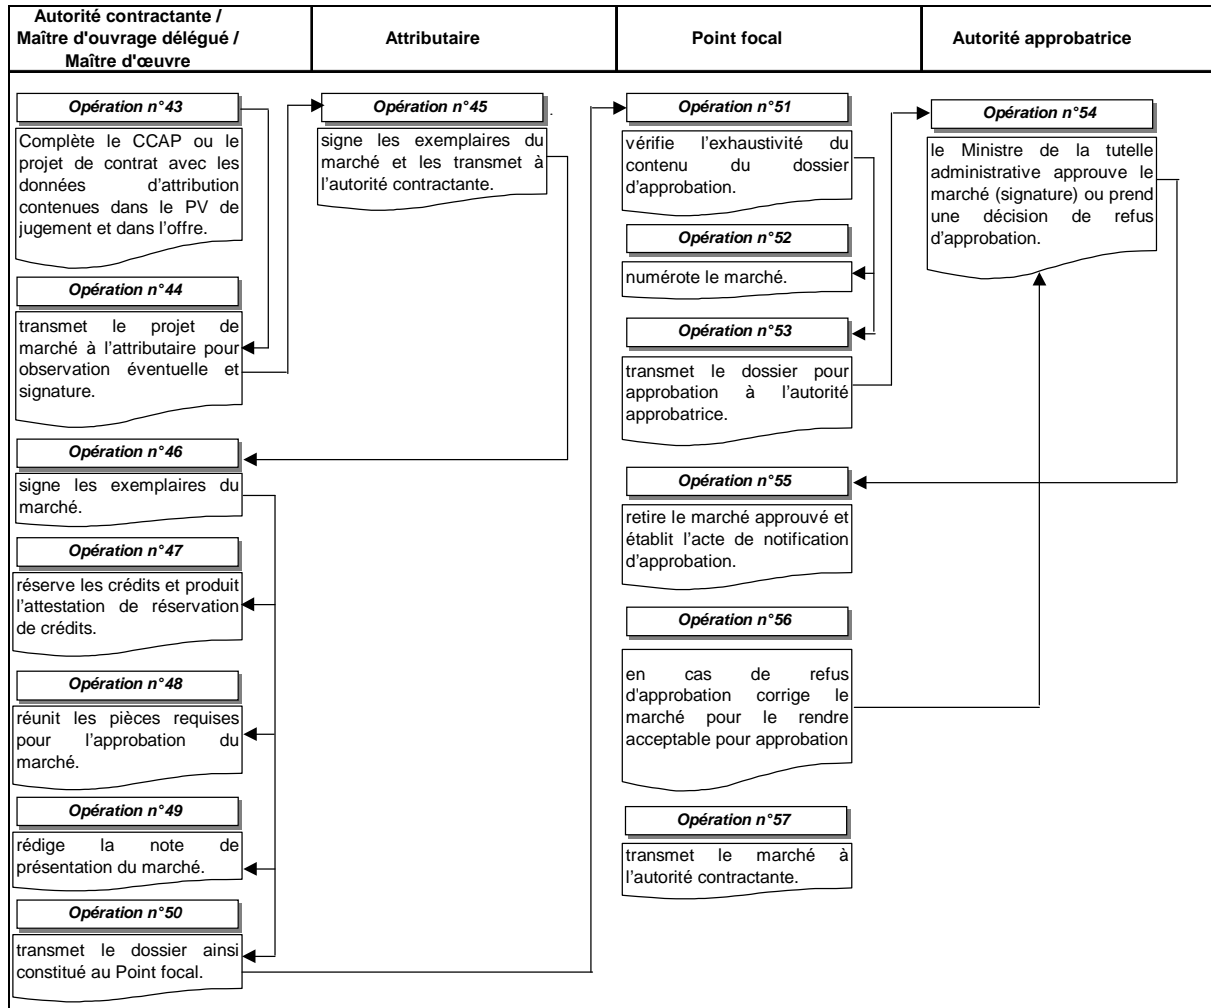 Autorité contractante /
Maître d'ouvrage délégué /
Maître d'œuvre
Attributaire
Point focal
Autorité approbatrice
Opération n°43
Complète le CCAP ou le
projet de contrat avec les
données d'attribution
contenues dans le PV de
jugement et dans l'offre.
Opération n°44
transmet le projet de
marché à l'attributaire pour
observation éventuelle et
signature.
Opération n°46
signe les exemplaires du
marché.
Opération n°47
réserve les crédits et produit
l'attestation de réservation
de crédits.
Opération n°48
réunit les pièces requises
pour l'approbation du
marché.
Opération n°49
rédige la note de
présentation du marché.
Opération n°50
transmet le dossier ainsi
constitué au Point focal.
Opération n°45
signe les exemplaires du
marché et les transmet à
l'autorité contractante.
Opération n°51
vérifie l'exhaustivité du
contenu du dossier
d'approbation.
Opération n°52
numérote le marché.
Opération n°53
transmet le dossier pour
approbation à l'autorité
approbatrice.
Opération n°55
retire le marché approuvé et
établit l'acte de notification
d'approbation.
Opération n°56
en cas de refus
d'approbation corrige le
marché pour le rendre
acceptable pour approbation
Opération n°57
transmet le marché à
l'autorité contractante.
Opération n°54
le Ministre de la tutelle
administrative approuve le
marché (signature) ou prend
une décision de refus
d'approbation.